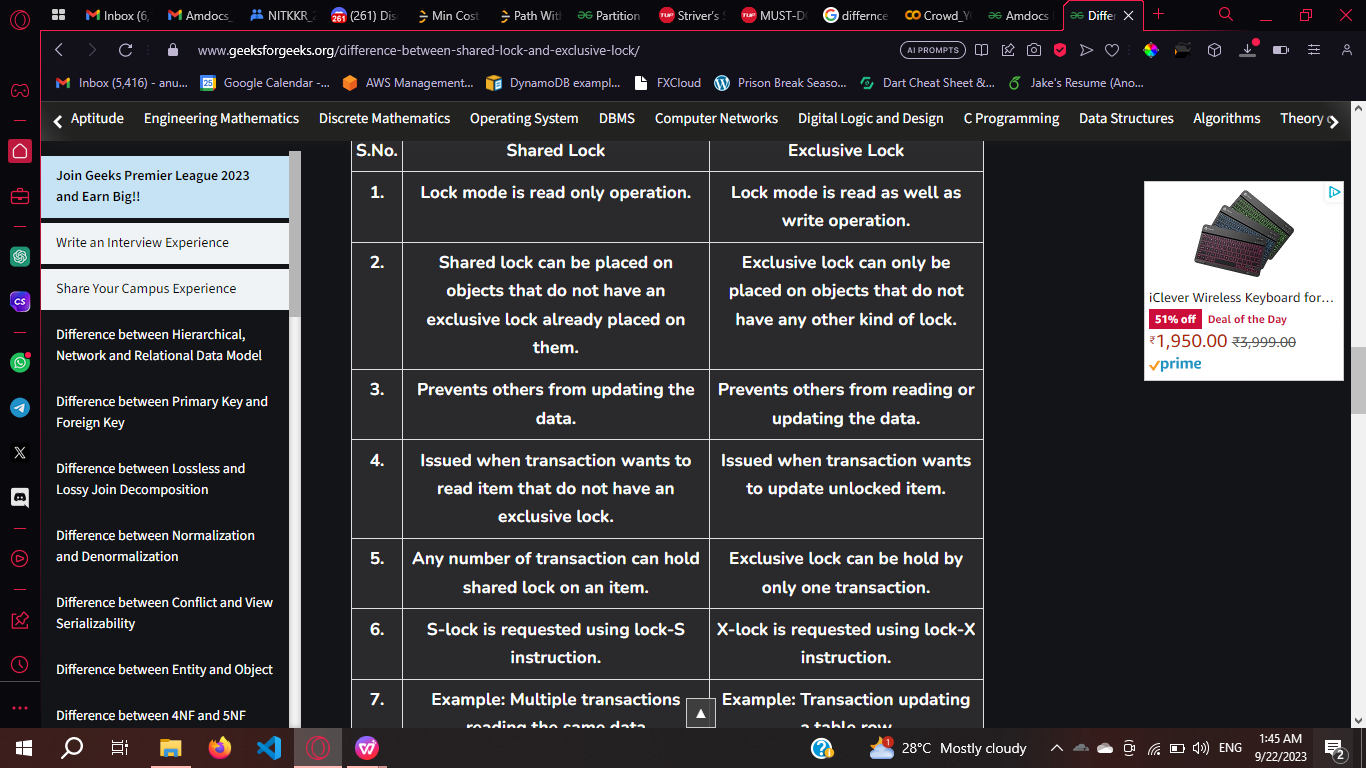 Inbox (6,
Amdocs_
NITKKR_2
261
(261) Dis
Min Cost
Path With
Partition
TUF
Striver's S
TUF
MUST-DO
G
differnce
Crowd_Y
Amdocs
Differ
www.geeksforgeeks.org/difference-between-shared-lock-and-exclusive-lock/
AI PROMPTS
Inbox (5,416) - anu...
25
Google Calendar -...
AWS Management...
DynamoDB exampl...
FXCloud
Prison Break Seaso...
Dart Cheat Sheet &...
Jake's Resume (Ano...
Aptitude
Engineering Mathematics
Discrete Mathematics
Operating System
DBMS
Computer Networks
Digital Logic and Design
C Programming
Data Structures
Algorithms
Theory
CS
Join Geeks Premier League 2023
and Earn Big!!
Write an Interview Experience
Share Your Campus Experience
Difference between Hierarchical,
Network and Relational Data Model
Difference between Primary Key and
Foreign Key
Difference between Lossless and
Lossy Join Decomposition
Difference between Normalization
and Denormalization
Difference between Conflict and View
Serializability
Difference between Entity and Object
Difference between 4NF and 5NF
S.No.
Shared Lock
Exclusive Lock
1.
Lock mode is read only operation.
Lock mode is read as well as
write operation.
2.
Shared lock can be placed on
objects that do not have an
exclusive lock already placed on
them.
Exclusive lock can only be
placed on objects that do not
have any other kind of lock.
3.
Prevents others from updating the
data.
Prevents others from reading or
updating the data.
4.
Issued when transaction wants to
read item that do not have an
exclusive lock.
Issued when transaction wants
to update unlocked item.
5.
Any number of transaction can hold
shared lock on an item.
Exclusive lock can be hold by
only one transaction.
6.
S-lock is requested using lock-S
instruction.
X-lock is requested using lock-X
instruction.
7.
Example: Multiple transactions
reading the same data
Example: Transaction updating
a table row
iClever Wireless Keyboard for...
51% off
Deal of the Day
₹1,950.00 ₹3,999.00
prime
1
28°C
Mostly cloudy
ENG
1:45 AM
9/22/2023
2